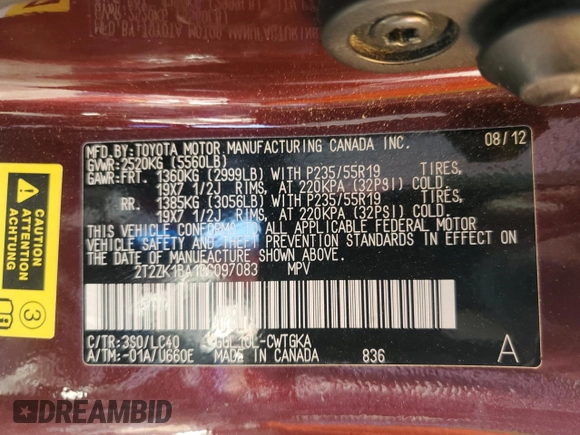 MFD.BY:TOYOTA MOTOR MANUFACTURING CANADA INC. 08/12
GVWR:2520KG (5560LB)
GAWR:FRT. 1360KG (2999LB) WITH P235/55R19 TIRES,
19X7 1/2J RIMS, AT 220KPA (32PSI) COLD.
RR. 1385KG (3056LB) WITH P235/55R19 TIRES,
19X7 1/2J RIMS, AT 220KPA (32PSI) COLD.
THIS VEHICLE CONFORMS TO ALL APPLICABLE FEDERAL MOTOR
VEHICLE SAFETY AND THEFT PREVENTION STANDARDS IN EFFECT ON
THE DATE OF MANUFACTURE SHOWN ABOVE.
MPV
C/TR:3S0/LC40
A/TM:-01A/U660E MADE IN CANADA 836 A
CAUTION
ATTENTION
3
DREAMBID